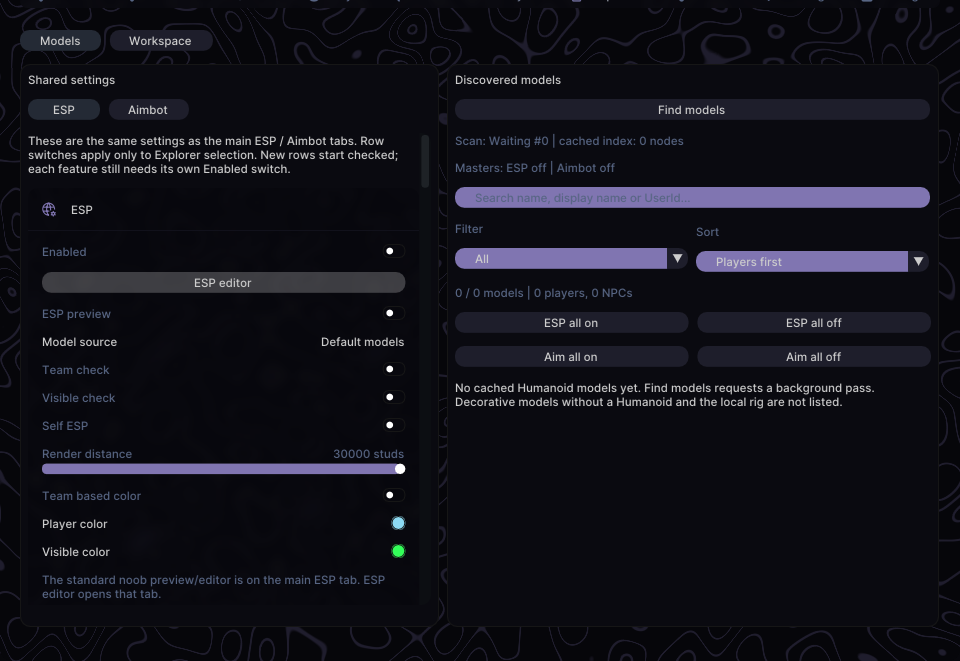 Models
Workspace
Shared settings
ESP
Aimbot
These are the same settings as the main ESP / Aimbot tabs. Row
switches apply only to Explorer selection. New rows start checked;
each feature still needs its own Enabled switch.
ESP
Enabled
ESP editor
ESP preview
Model source
Default models
Team check
Visible check
Self ESP
Render distance
30000 studs
Team based color
Player color
Visible color
The standard noob preview/editor is on the main ESP tab. ESP
editor opens that tab.
Discovered models
Find models
Scan: Waiting #0 | cached index: 0 nodes
Masters: ESP off | Aimbot off
Search name, display name or UserId...
Filter
Sort
All
Players first
0 / 0 models | 0 players, 0 NPCs
ESP all on
ESP all off
Aim all on
Aim all off
No cached Humanoid models yet. Find models requests a background pass.
Decorative models without a Humanoid and the local rig are not listed.